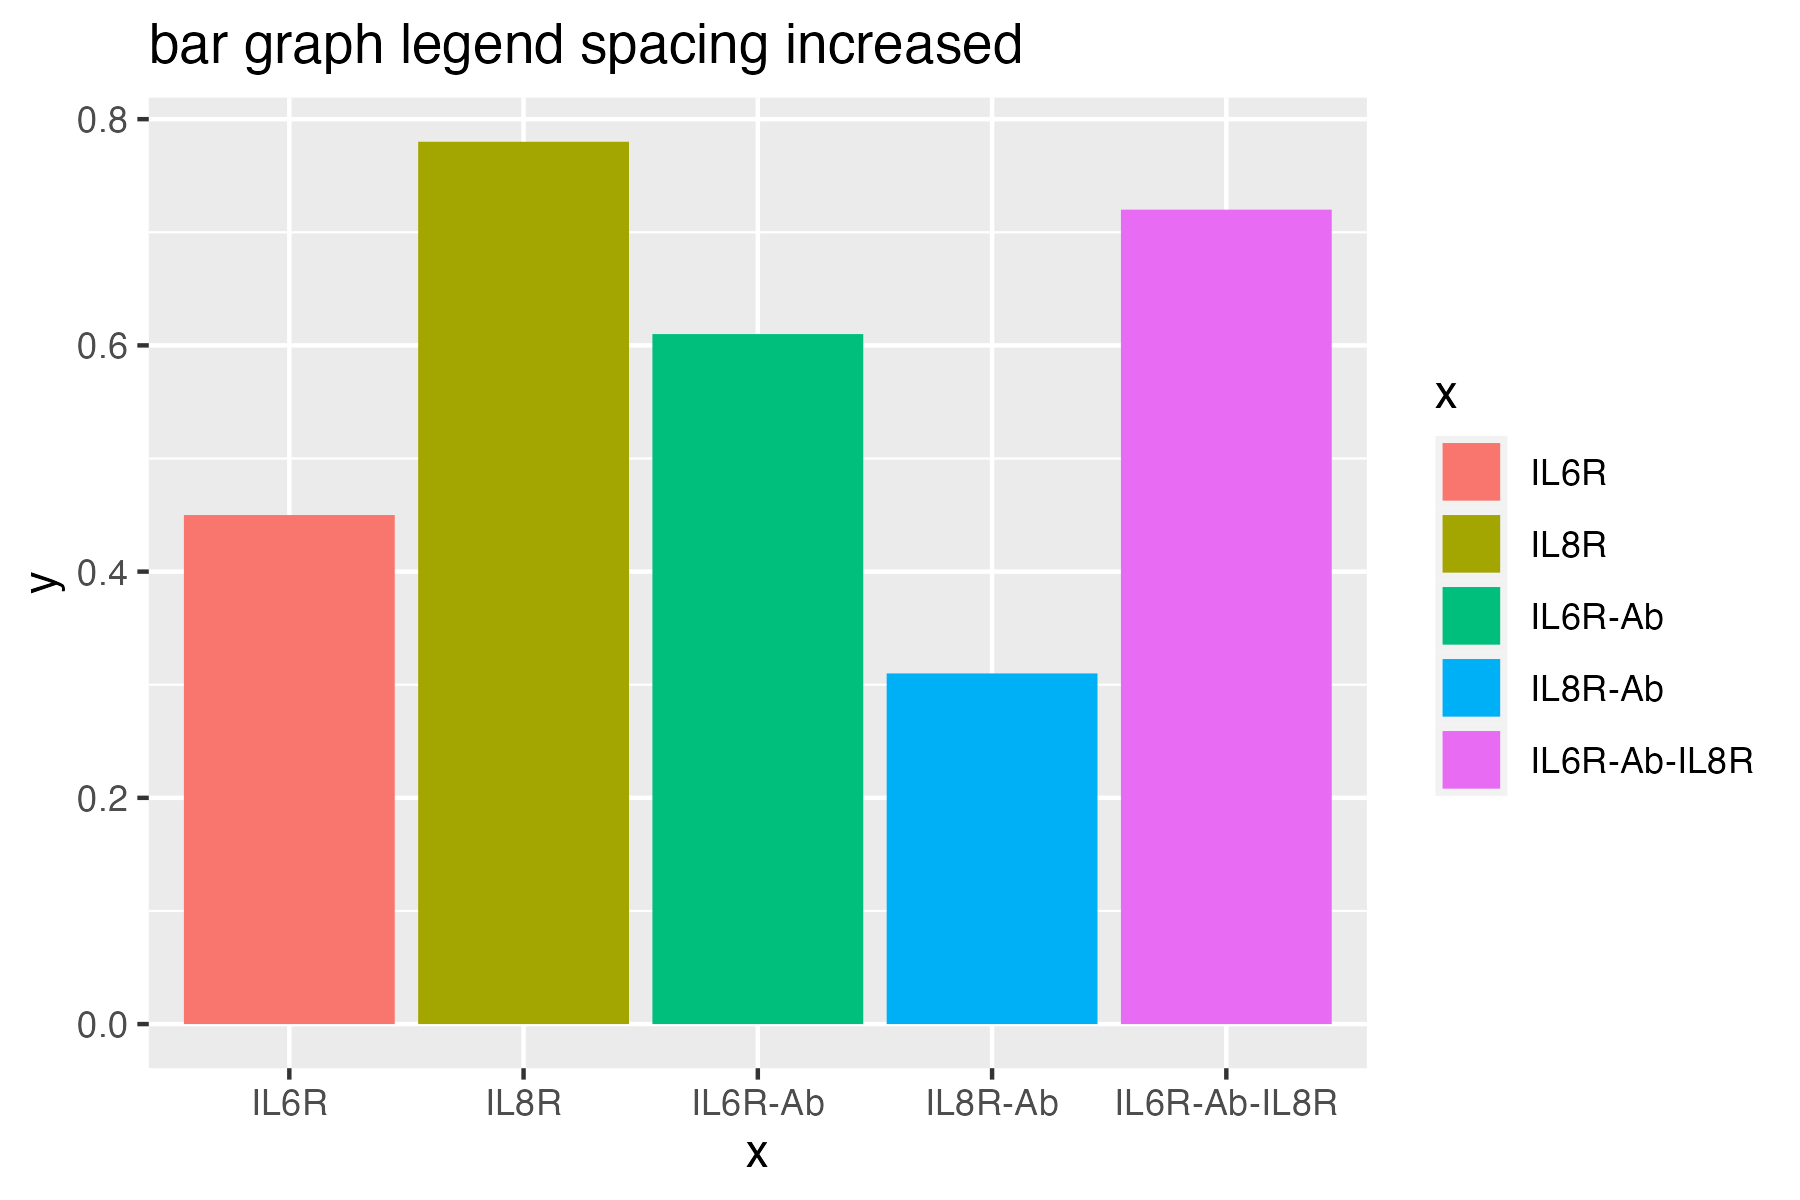 bar graph legend spacing increased
0.8
0.6
0.4
0.2
0.0
y
IL6R
IL8R
IL6R-Ab
IL8R-Ab
IL6R-Ab-IL8R
x
x
IL6R
IL8R
IL6R-Ab
IL8R-Ab
IL6R-Ab-IL8R